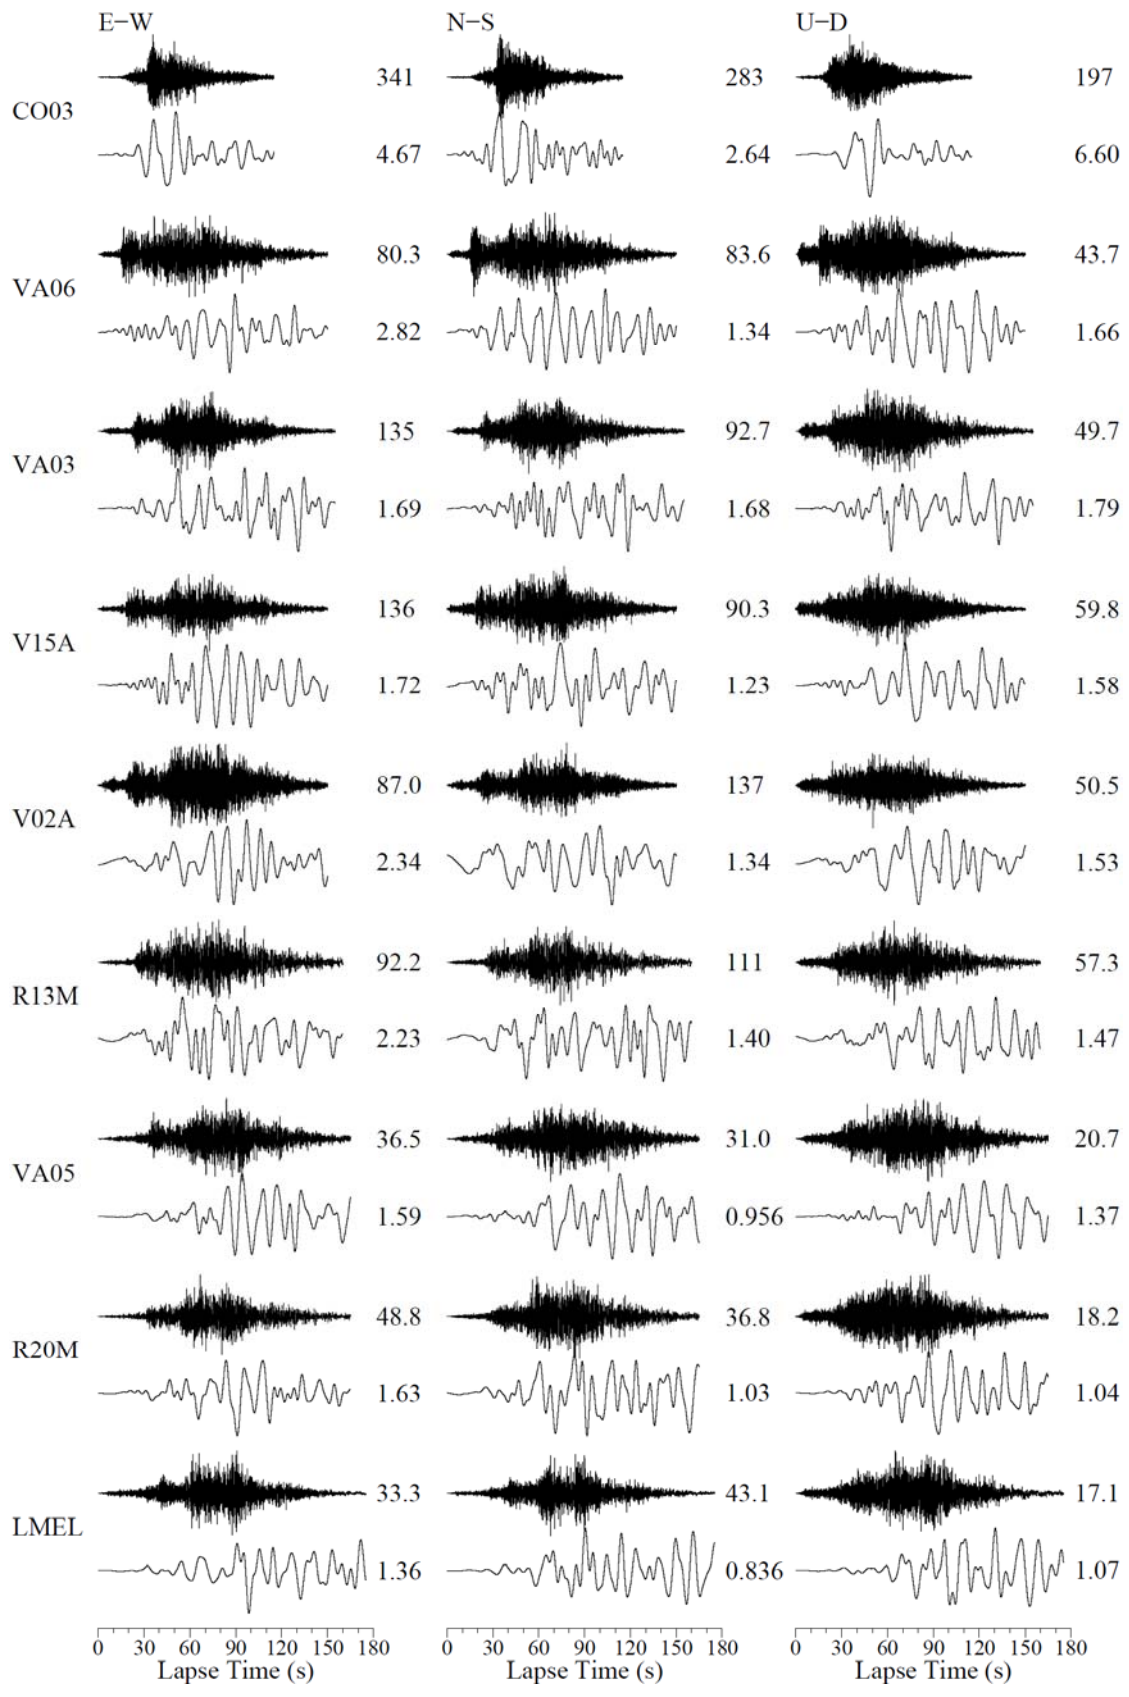 E−W N−S U−D
341 283 197
CO03
4.67 2.64 6.60
80.3 83.6 43.7
VA06
2.82 1.34 1.66
135 92.7 49.7
VA03
1.69 1.68 1.79
136 90.3 59.8
V15A
1.72 1.23 1.58
87.0 137 50.5
V02A
2.34 1.34 1.53
92.2 111 57.3
R13M
2.23 1.40 1.47
36.5 31.0 20.7
VA05
1.59 0.956 1.37
48.8 36.8 18.2
R20M
1.63 1.03 1.04
33.3 43.1 17.1
LMEL
1.36 0.836 1.07
0 30 60 90 120 150 180 0 30 60 90 120 150 180 0 30 60 90 120 150 180
Lapse Time (s) Lapse Time (s) Lapse Time (s)